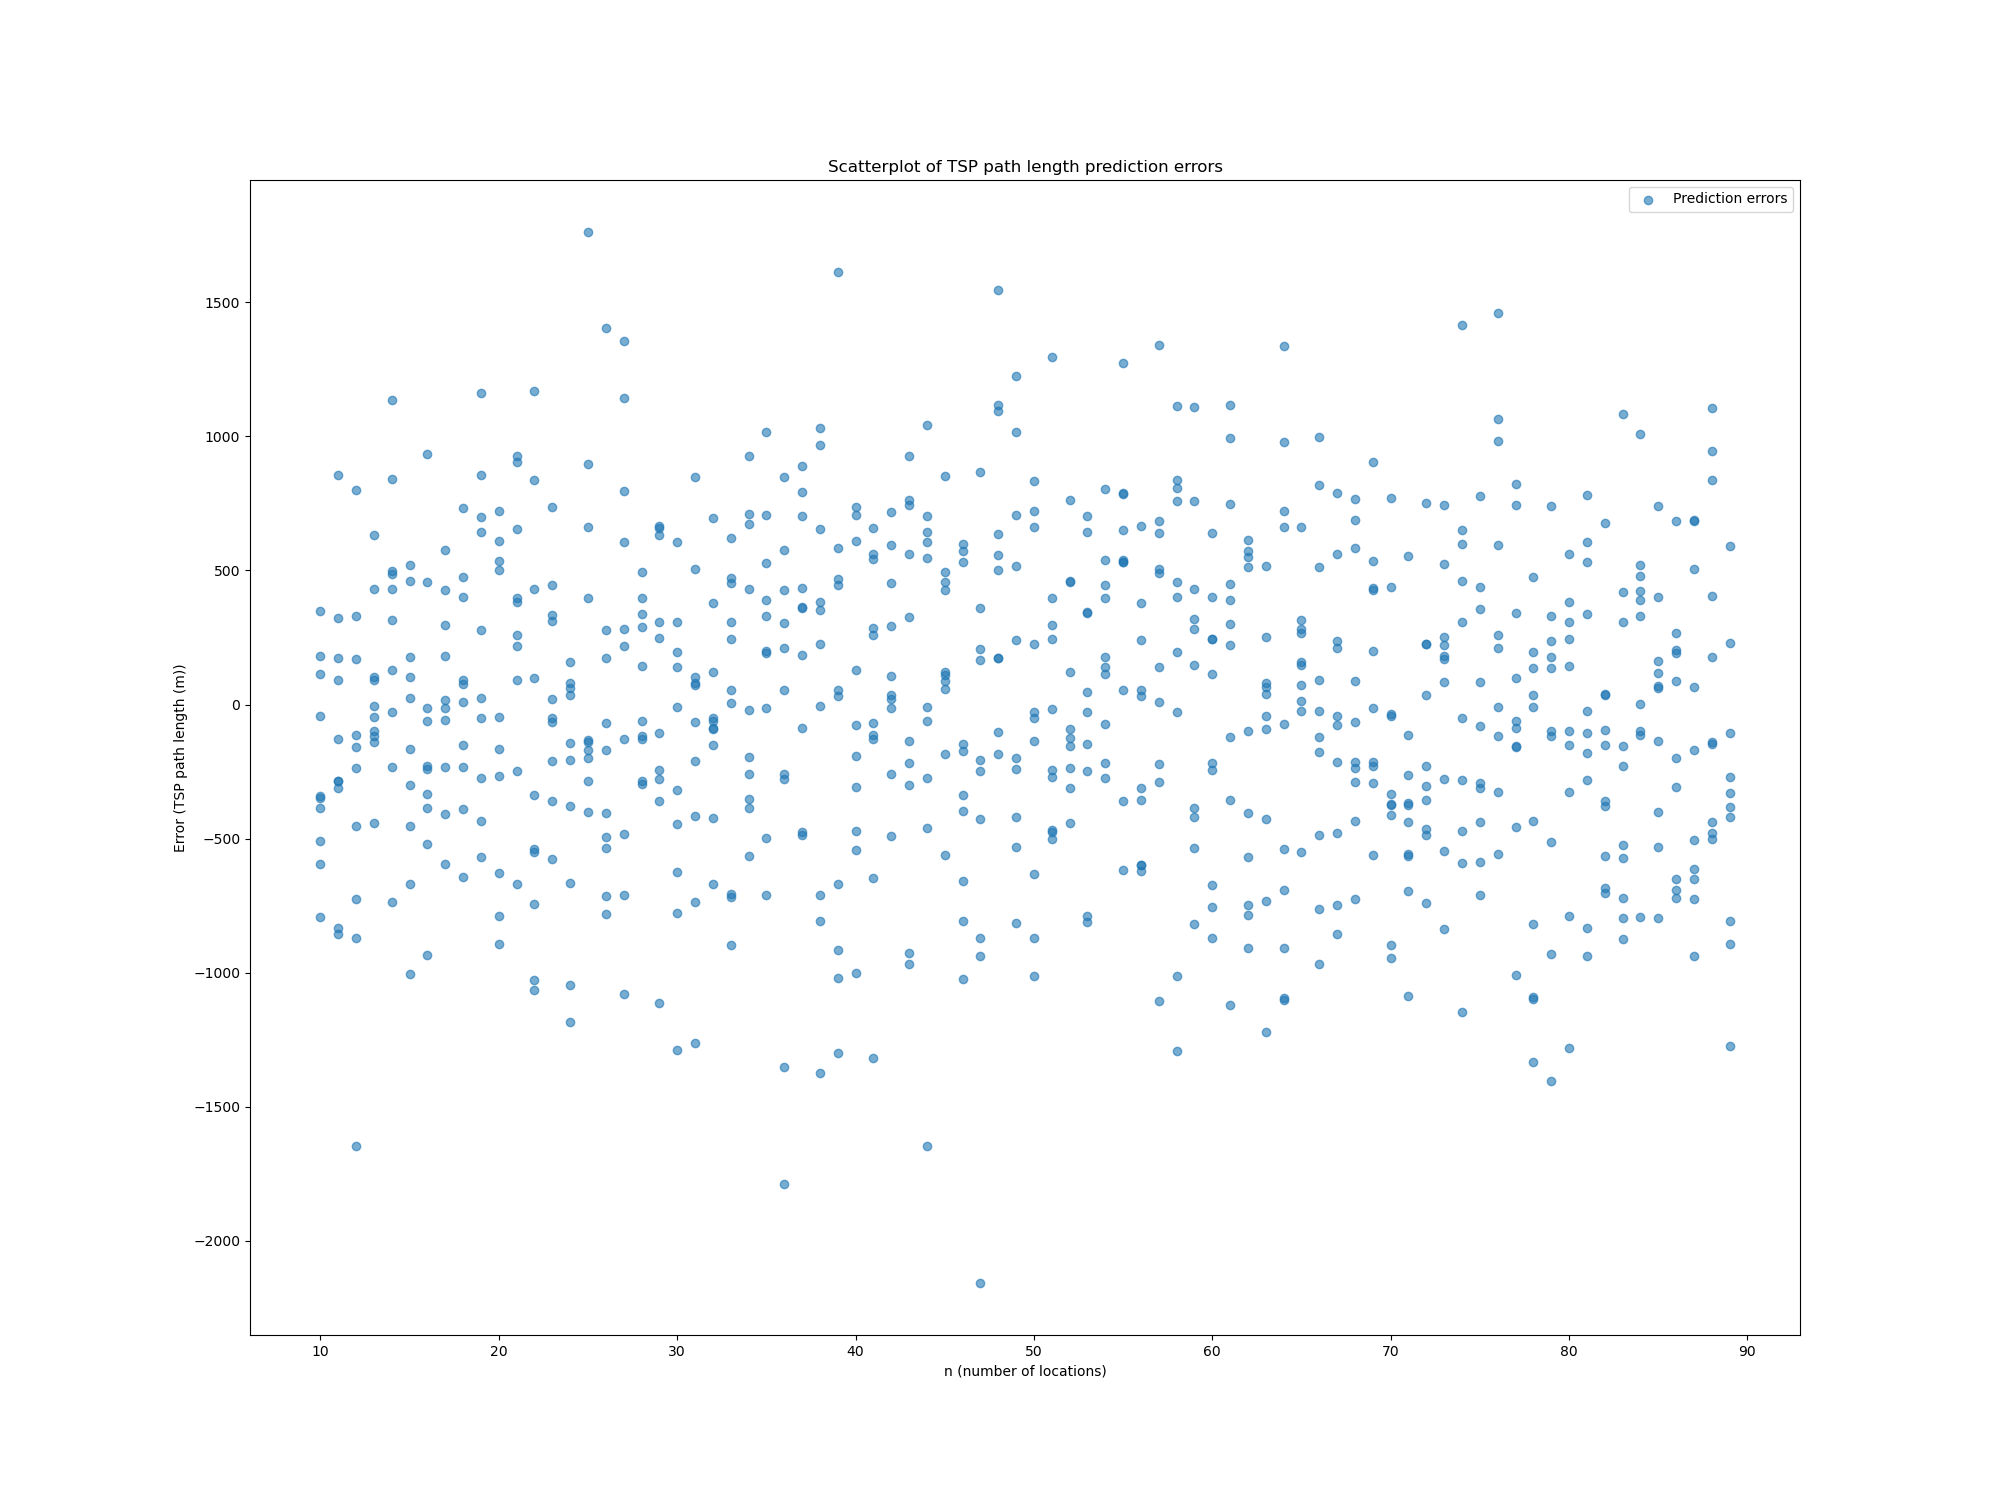 Scatterplot of TSP path length prediction errors
Prediction errors
Error (TSP path length (m))
1500
1000
500
0
−500
−1000
−1500
−2000
10 20 30 40 50 60 70 80 90
n (number of locations)